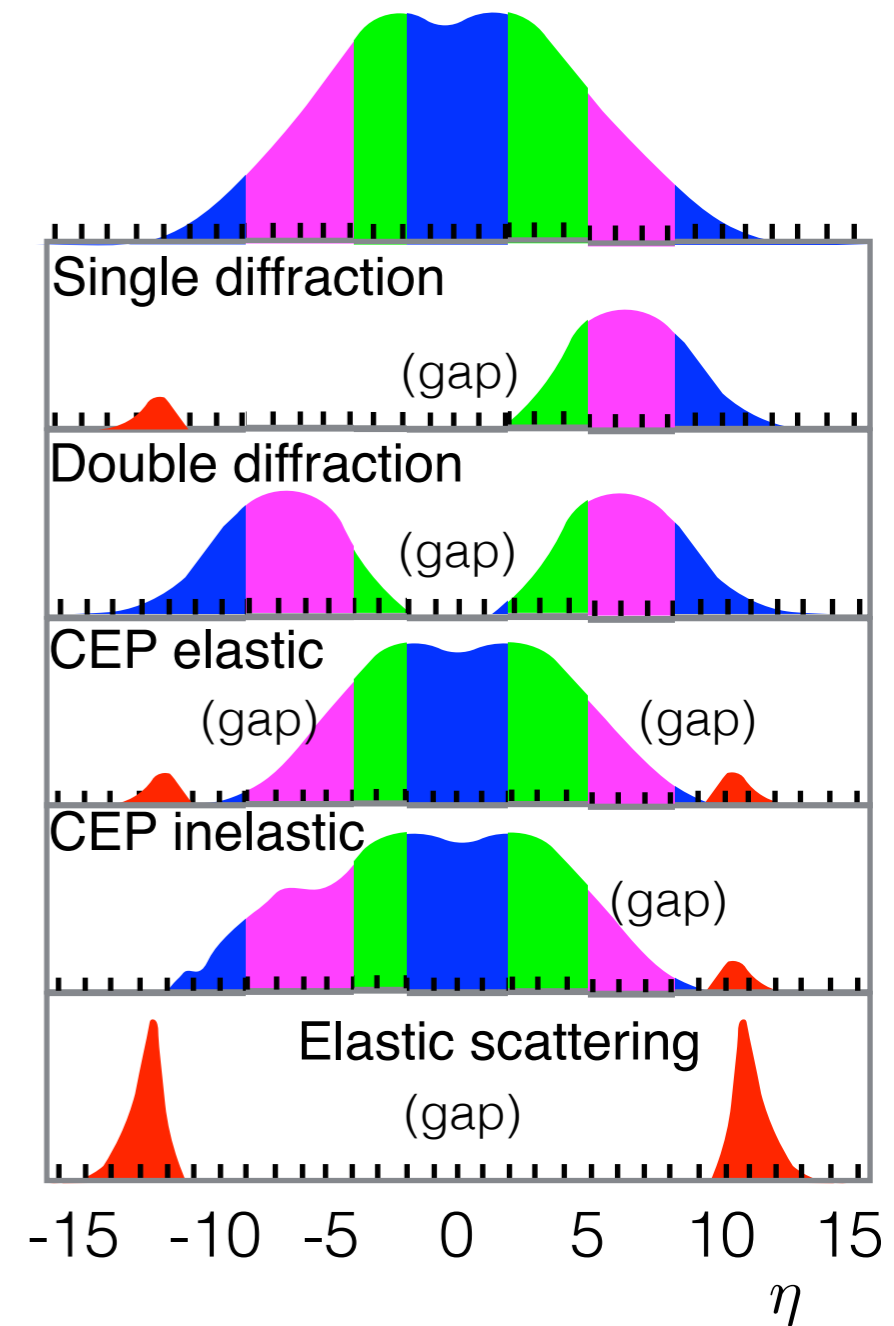 Single diffraction
(gap)
Double diffraction
(gap)
CEP elastic
(gap) (gap)
CEP inelastic
(gap)
Elastic scattering
(gap)
-15 -10 -5 0 5 10 15
η